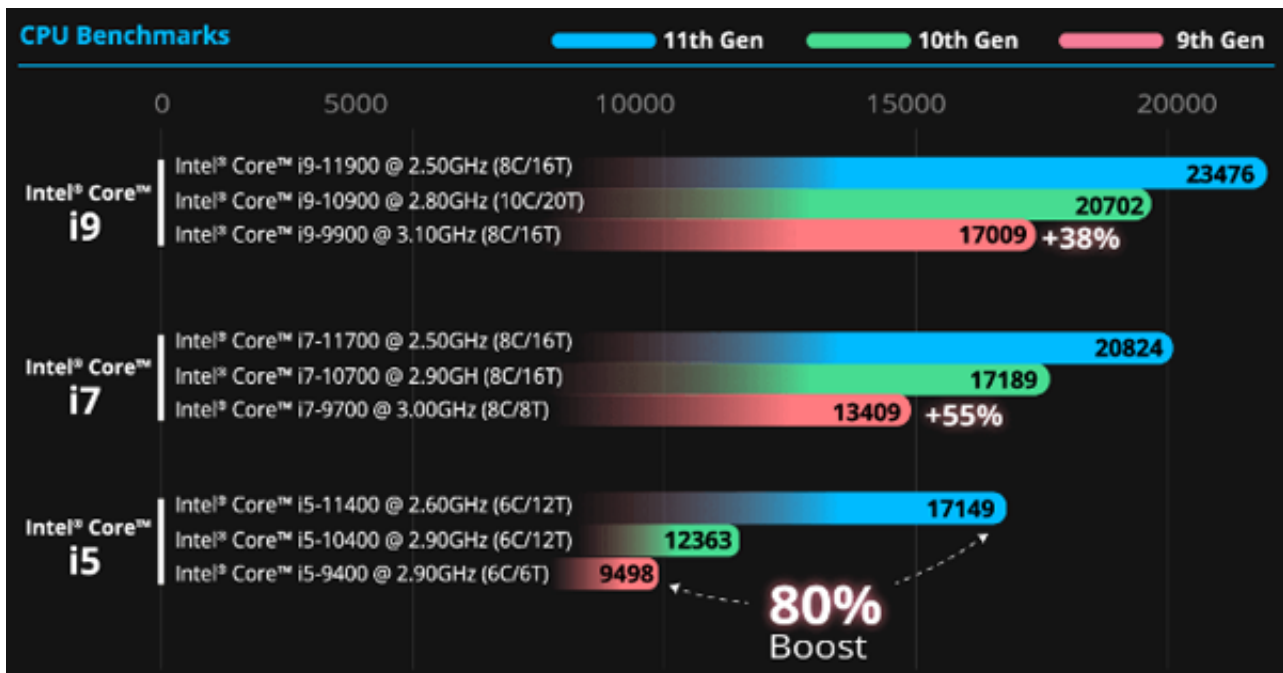 CPU Benchmarks
11th Gen 10th Gen 9th Gen
0 5000 10000 15000 20000
Intel® Core™ i9
Intel® Core™ i9-11900 @ 2.50GHz (8C/16T) 23476
Intel® Core™ i9-10900 @ 2.80GHz (10C/20T) 20702
Intel® Core™ i9-9900 @ 3.10GHz (8C/16T) 17009 +38%
Intel® Core™ i7
Intel® Core™ i7-11700 @ 2.50GHz (8C/16T) 20824
Intel® Core™ i7-10700 @ 2.90GH (8C/16T) 17189
Intel® Core™ i7-9700 @ 3.00GHz (8C/8T) 13409 +55%
Intel® Core™ i5
Intel® Core™ i5-11400 @ 2.60GHz (6C/12T) 17149
Intel® Core™ i5-10400 @ 2.90GHz (6C/12T) 12363
Intel® Core™ i5-9400 @ 2.90GHz (6C/6T) 9498
80%
Boost